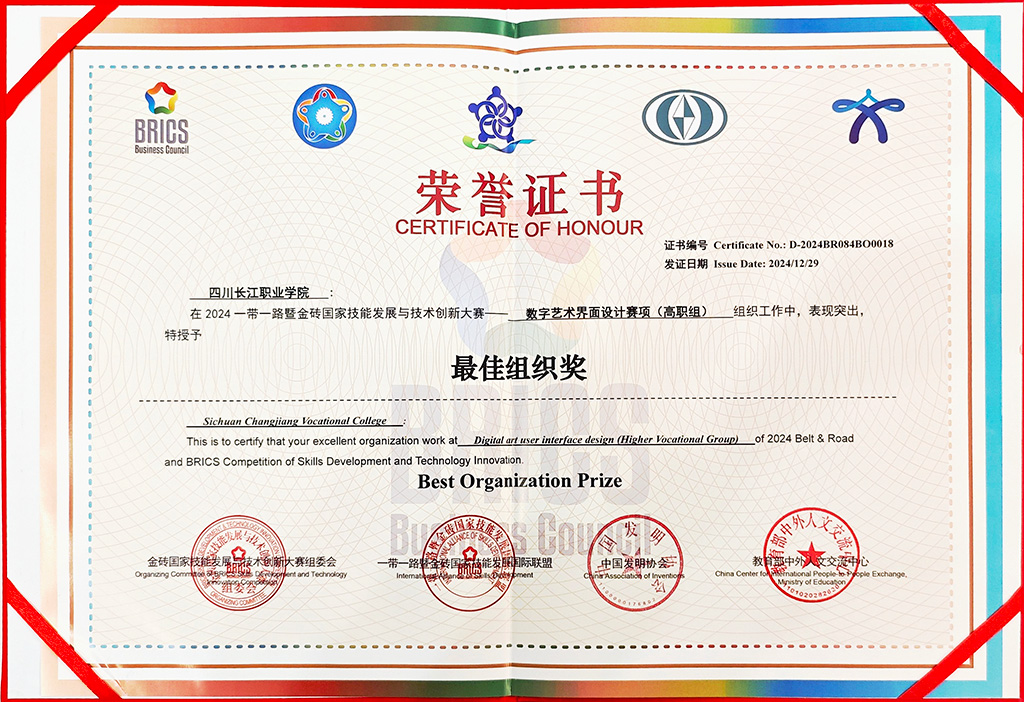 BRICS
Business Council
荣誉证书
CERTIFICATE OF HONOUR
证书编号 Certificate No.: D-2024BR084BO0018
发证日期 Issue Date: 2024/12/29
四川长江职业学院：
在 2024 一带一路暨金砖国家技能发展与技术创新大赛—— 数字艺术界面设计赛项（高职组） 组织工作中，表现突出，
特授予
最佳组织奖
Sichuan Changjiang Vocational College :
This is to certify that your excellent organization work at Digital art user interface design (Higher Vocational Group) of 2024 Belt & Road
and BRICS Competition of Skills Development and Technology Innovation.
Best Organization Prize
BRICS
Business Council
金砖国家技能发展与技术创新大赛组委会
Organizing Committee of BRICS Skills Development and Technology
Innovation Competition
一带一路暨金砖国家技能发展国际联盟
International Alliance of Skills Development
中国发明协会
China Association of Inventions
教育部中外人文交流中心
China Center for International People-to-People Exchange,
Ministry of Education